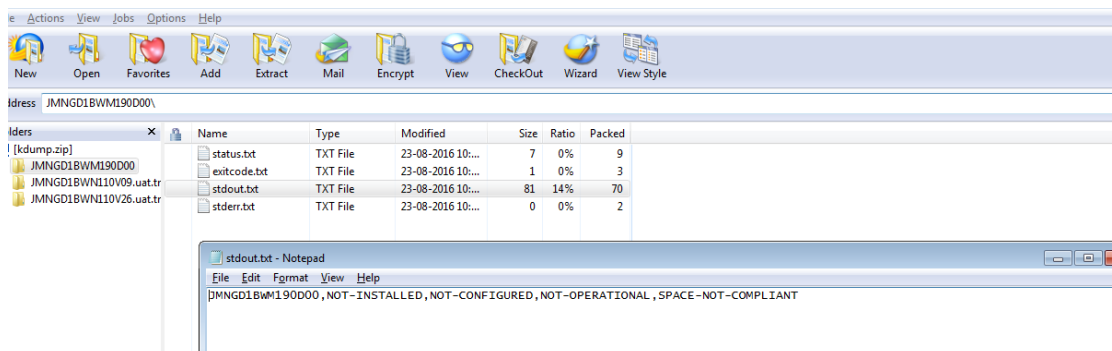 Actions View Jobs Options Help
New Open Favorites Add Extract Mail Encrypt View CheckOut Wizard View Style
JMNGD1BWM190D00\
Name Type Modified Size Ratio Packed
[kdump.zip]
JMNGD1BWM190D00
JMNGD1BWN110V09.uat.tr
JMNGD1BWN110V26.uat.tr
status.txt TXT File 23-08-2016 10:... 7 0% 9
exitcode.txt TXT File 23-08-2016 10:... 1 0% 3
stdout.txt TXT File 23-08-2016 10:... 81 14% 70
stderr.txt TXT File 23-08-2016 10:... 0 0% 2
stdout.txt - Notepad
File Edit Format View Help
JMNGD1BWM190D00,NOT-INSTALLED,NOT-CONFIGURED,NOT-OPERATIONAL,SPACE-NOT-COMPLIANT